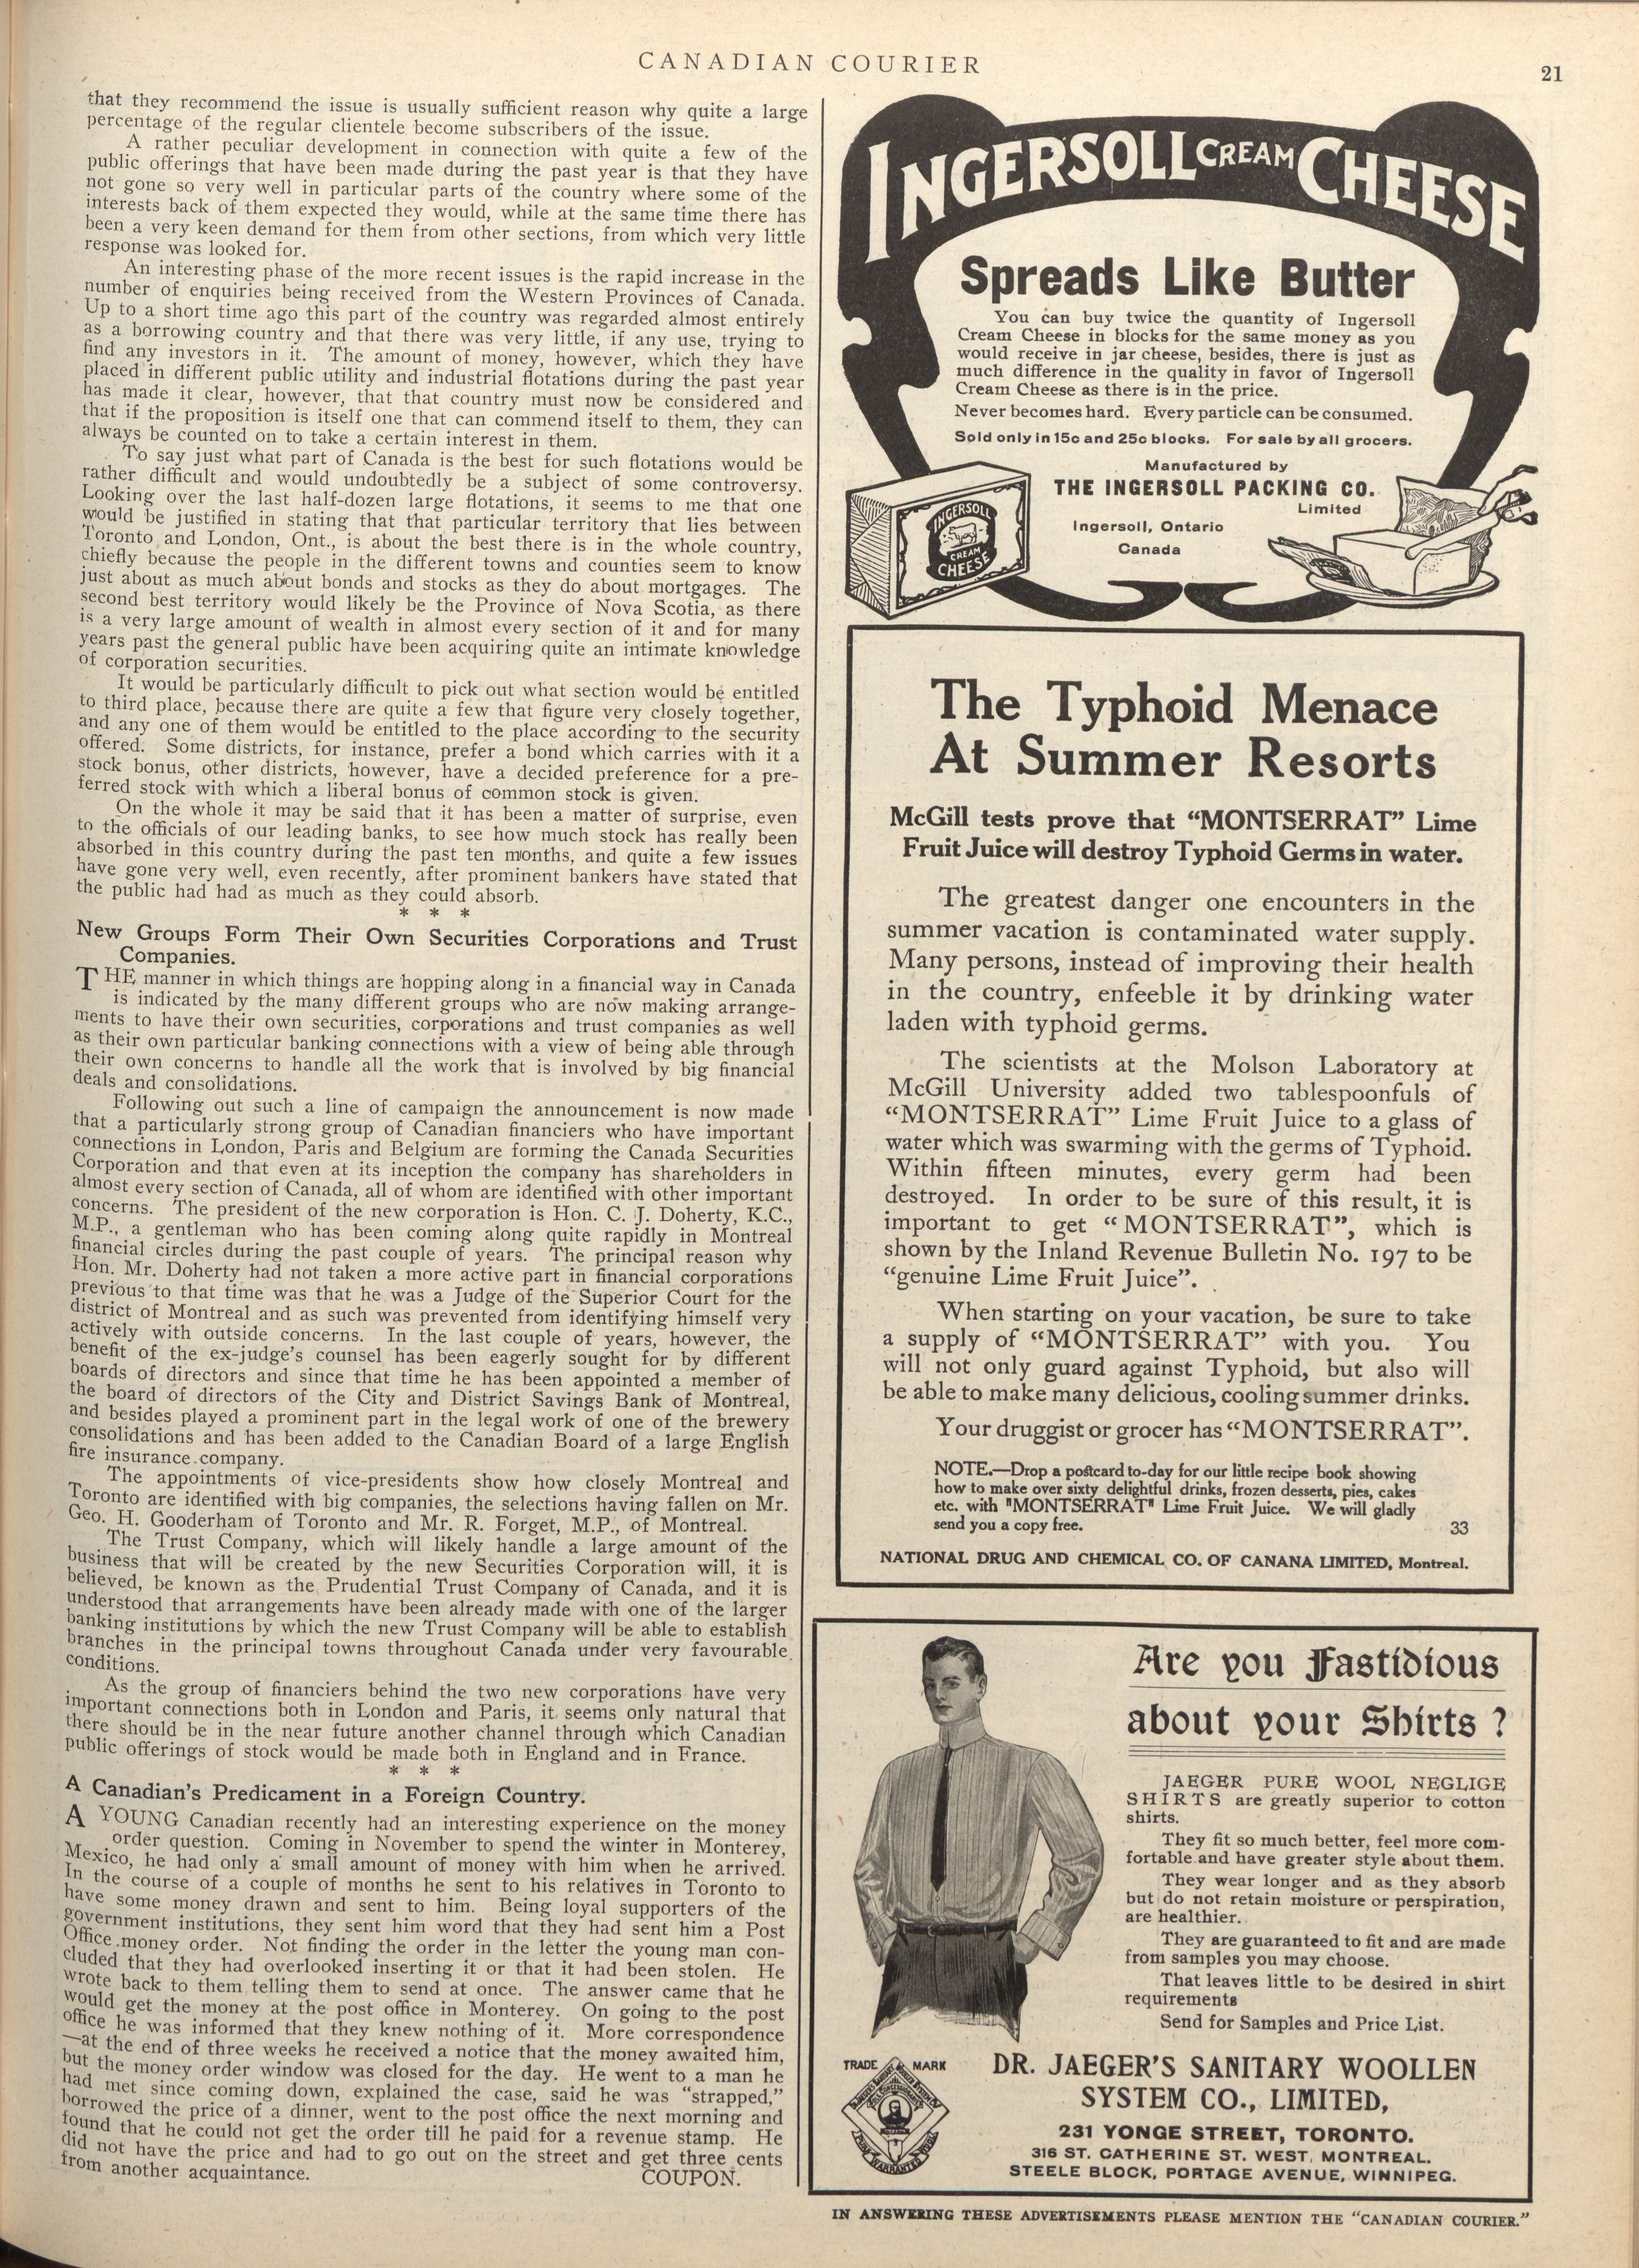 CANADIAN COURIER
21
that they recommend the issue is usually sufficient reason why quite a large
percentage of the regular clientele become subscribers of the issue.
A rather peculiar development in connection with quite a few of the
public offerings that have been made during the past year is that they have
not gone so very well in particular parts of the country where some of the
interests back of them expected they would, while at the same time there has
been a very keen demand for them from other sections, from which very little
response was looked for.
An interesting phase of the more recent issues is the rapid increase in the
number of enquiries being received from the Western Provinces of Canada.
Up to a short time ago this part of the country was regarded almost entirely
as a borrowing country and that there was very little, if any use, trying to
find any investors in it. The amount of money, however, which they have
placed in different public utility and industrial flotations during the past year
has made it clear, however, that that country must now be considered and
that if the proposition is itself one that can commend itself to them, they can
always be counted on to take a certain interest in them.
To say just what part of Canada is the best for such flotations would be
rather difficult and would undoubtedly be a subject of some controversy.
Looking over the last half-dozen large flotations, it seems to me that one
would be justified in stating that that particular territory that lies between
Toronto and London, Ont., is about the best there is in the whole country,
chiefly because the people in the different towns and counties seem to know
just about as much about bonds and stocks as they do about mortgages. The
second best territory would likely be the Province of Nova Scotia, as there
is a very large amount of wealth in almost every section of it and for many
years past the general public have been acquiring quite an intimate knowledge
of corporation securities.
It would be particularly difficult to pick out what section would be entitled
to third place, because there are quite a few that figure very closely together,
and any one of them would be entitled to the place according to the security
offered. Some districts, for instance, prefer a bond which carries with it a
stock bonus, other districts, however, have a decided preference for a pre-
ferred stock with which a liberal bonus of common stock is given.
On the whole it may be said that it has been a matter of surprise, even
to the officials of our leading banks, to see how much stock has really been
absorbed in this country during the past ten months, and quite a few issues
have gone very well, even recently, after prominent bankers have stated that
the public had had as much as they could absorb.
* * *
New Groups Form Their Own Securities Corporations and Trust
Companies.
THE manner in which things are hopping along in a financial way in Canada
is indicated by the many different groups who are now making arrange-
ments to have their own securities, corporations and trust companies as well
as their own particular banking connections with a view of being able through
their own concerns to handle all the work that is involved by big financial
deals and consolidations.
Following out such a line of campaign the announcement is now made
that a particularly strong group of Canadian financiers who have important
connections in London, Paris and Belgium are forming the Canada Securities
Corporation and that even at its inception the company has shareholders in
almost every section of Canada, all of whom are identified with other important
concerns. The president of the new corporation is Hon. C. J. Doherty, K.C.,
M.P., a gentleman who has been coming along quite rapidly in Montreal
financial circles during the past couple of years. The principal reason why
Hon. Mr. Doherty had not taken a more active part in financial corporations
previous to that time was that he was a Judge of the Superior Court for the
district of Montreal and as such was prevented from identifying himself very
actively with outside concerns. In the last couple of years, however, the
benefit of the ex-judge's counsel has been eagerly sought for by different
boards of directors and since that time he has been appointed a member of
the board of directors of the City and District Savings Bank of Montreal,
and besides played a prominent part in the legal work of one of the brewery
consolidations and has been added to the Canadian Board of a large English
fire insurance company.
The appointments of vice-presidents show how closely Montreal and
Toronto are identified with big companies, the selections having fallen on Mr.
Geo. H. Gooderham of Toronto and Mr. R. Forget, M.P., of Montreal.
The Trust Company, which will likely handle a large amount of the
business that will be created by the new Securities Corporation will, it is
believed, be known as the Prudential Trust Company of Canada, and it is
understood that arrangements have been already made with one of the larger
banking institutions by which the new Trust Company will be able to establish
branches in the principal towns throughout Canada under very favourable
conditions.
As the group of financiers behind the two new corporations have very
important connections both in London and Paris, it seems only natural that
there should be in the near future another channel through which Canadian
public offerings of stock would be made both in England and in France.
* * *
A Canadian's Predicament in a Foreign Country.
A YOUNG Canadian recently had an interesting experience on the money
order question. Coming in November to spend the winter in Monterey,
Mexico, he had only a small amount of money with him when he arrived.
In the course of a couple of months he sent to his relatives in Toronto to
have some money drawn and sent to him. Being loyal supporters of the
government institutions, they sent him word that they had sent him a Post
Office money order. Not finding the order in the letter the young man con-
cluded that they had overlooked inserting it or that it had been stolen. He
wrote back to them telling them to send at once. The answer came that he
would get the money at the post office in Monterey. On going to the post
office he was informed that they knew nothing of it. More correspondence
—at the end of three weeks he received a notice that the money awaited him,
but the money order window was closed for the day. He went to a man he
had met since coming down, explained the case, said he was "strapped,"
borrowed the price of a dinner, went to the post office the next morning and
found that he could not get the order till he paid for a revenue stamp. He
did not have the price and had to go out on the street and get three cents
from another acquaintance. COUPON.
INGERSOLL CREAM CHEESE
Spreads Like Butter
You can buy twice the quantity of Ingersoll
Cream Cheese in blocks for the same money as you
would receive in jar cheese, besides, there is just as
much difference in the quality in favor of Ingersoll
Cream Cheese as there is in the price.
Never becomes hard. Every particle can be consumed.
Sold only in 15c and 25c blocks. For sale by all grocers.
Manufactured by
THE INGERSOLL PACKING CO.
Limited
Ingersoll, Ontario
Canada
INGERSOLL
CREAM
CHEESE
The Typhoid Menace
At Summer Resorts
McGill tests prove that "MONTSERRAT" Lime
Fruit Juice will destroy Typhoid Germs in water.
The greatest danger one encounters in the
summer vacation is contaminated water supply.
Many persons, instead of improving their health
in the country, enfeeble it by drinking water
laden with typhoid germs.
The scientists at the Molson Laboratory at
McGill University added two tablespoonfuls of
"MONTSERRAT" Lime Fruit Juice to a glass of
water which was swarming with the germs of Typhoid.
Within fifteen minutes, every germ had been
destroyed. In order to be sure of this result, it is
important to get "MONTSERRAT", which is
shown by the Inland Revenue Bulletin No. 197 to be
"genuine Lime Fruit Juice".
When starting on your vacation, be sure to take
a supply of "MONTSERRAT" with you. You
will not only guard against Typhoid, but also will
be able to make many delicious, cooling summer drinks.
Your druggist or grocer has "MONTSERRAT".
NOTE.—Drop a postcard to-day for our little recipe book showing
how to make over sixty delightful drinks, frozen desserts, pies, cakes
etc. with "MONTSERRAT" Lime Fruit Juice. We will gladly
send you a copy free. 33
NATIONAL DRUG AND CHEMICAL CO. OF CANANA LIMITED, Montreal.
Are you Fastidious
about your Shirts ?
JAEGER PURE WOOL NEGLIGE
SHIRTS are greatly superior to cotton
shirts.
They fit so much better, feel more com-
fortable and have greater style about them.
They wear longer and as they absorb
but do not retain moisture or perspiration,
are healthier.
They are guaranteed to fit and are made
from samples you may choose.
That leaves little to be desired in shirt
requirements
Send for Samples and Price List.
TRADE MARK
DR. JAEGER'S SANITARY WOOLLEN
SYSTEM CO., LIMITED,
231 YONGE STREET, TORONTO.
316 ST. CATHERINE ST. WEST, MONTREAL.
STEELE BLOCK, PORTAGE AVENUE, WINNIPEG.
IN ANSWERING THESE ADVERTISEMENTS PLEASE MENTION THE "CANADIAN COURIER."